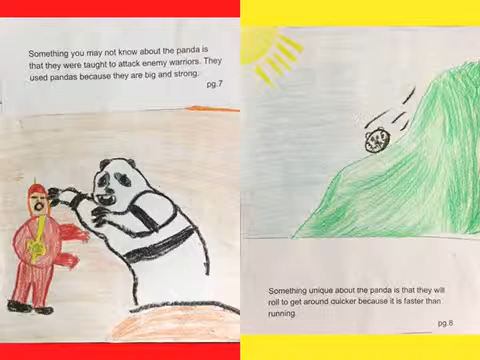 Something you may not know about the panda is
that they were taught to attack enemy warriors. They
used pandas because they are big and strong.
pg.7
Something unique about the panda is that they will
roll to get around quicker because it is faster than
running.
pg.8